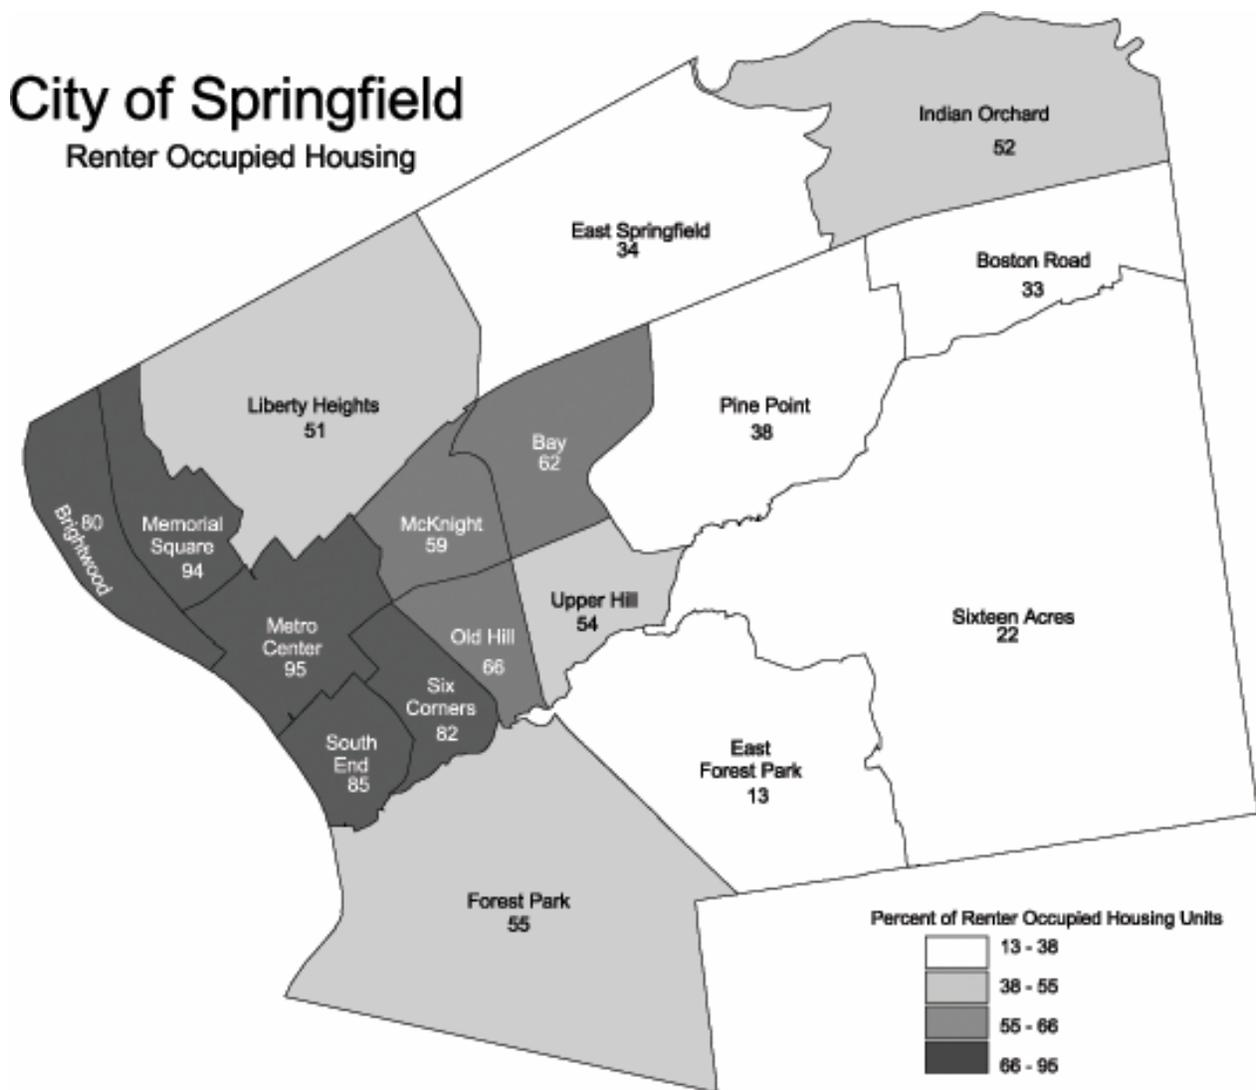 City of Springfield
Renter Occupied Housing
Indian Orchard
52
East Springfield
34
Boston Road
33
Liberty Heights
51
Pine Point
38
Bay
62
Brightwood
80
Memorial
Square
94
McKnight
59
Upper Hill
54
Sixteen Acres
22
Metro
Center
95
Old Hill
66
Six
Corners
82
South
End
85
East
Forest Park
13
Forest Park
55
Percent of Renter Occupied Housing Units
13 - 38
38 - 55
55 - 66
66 - 95